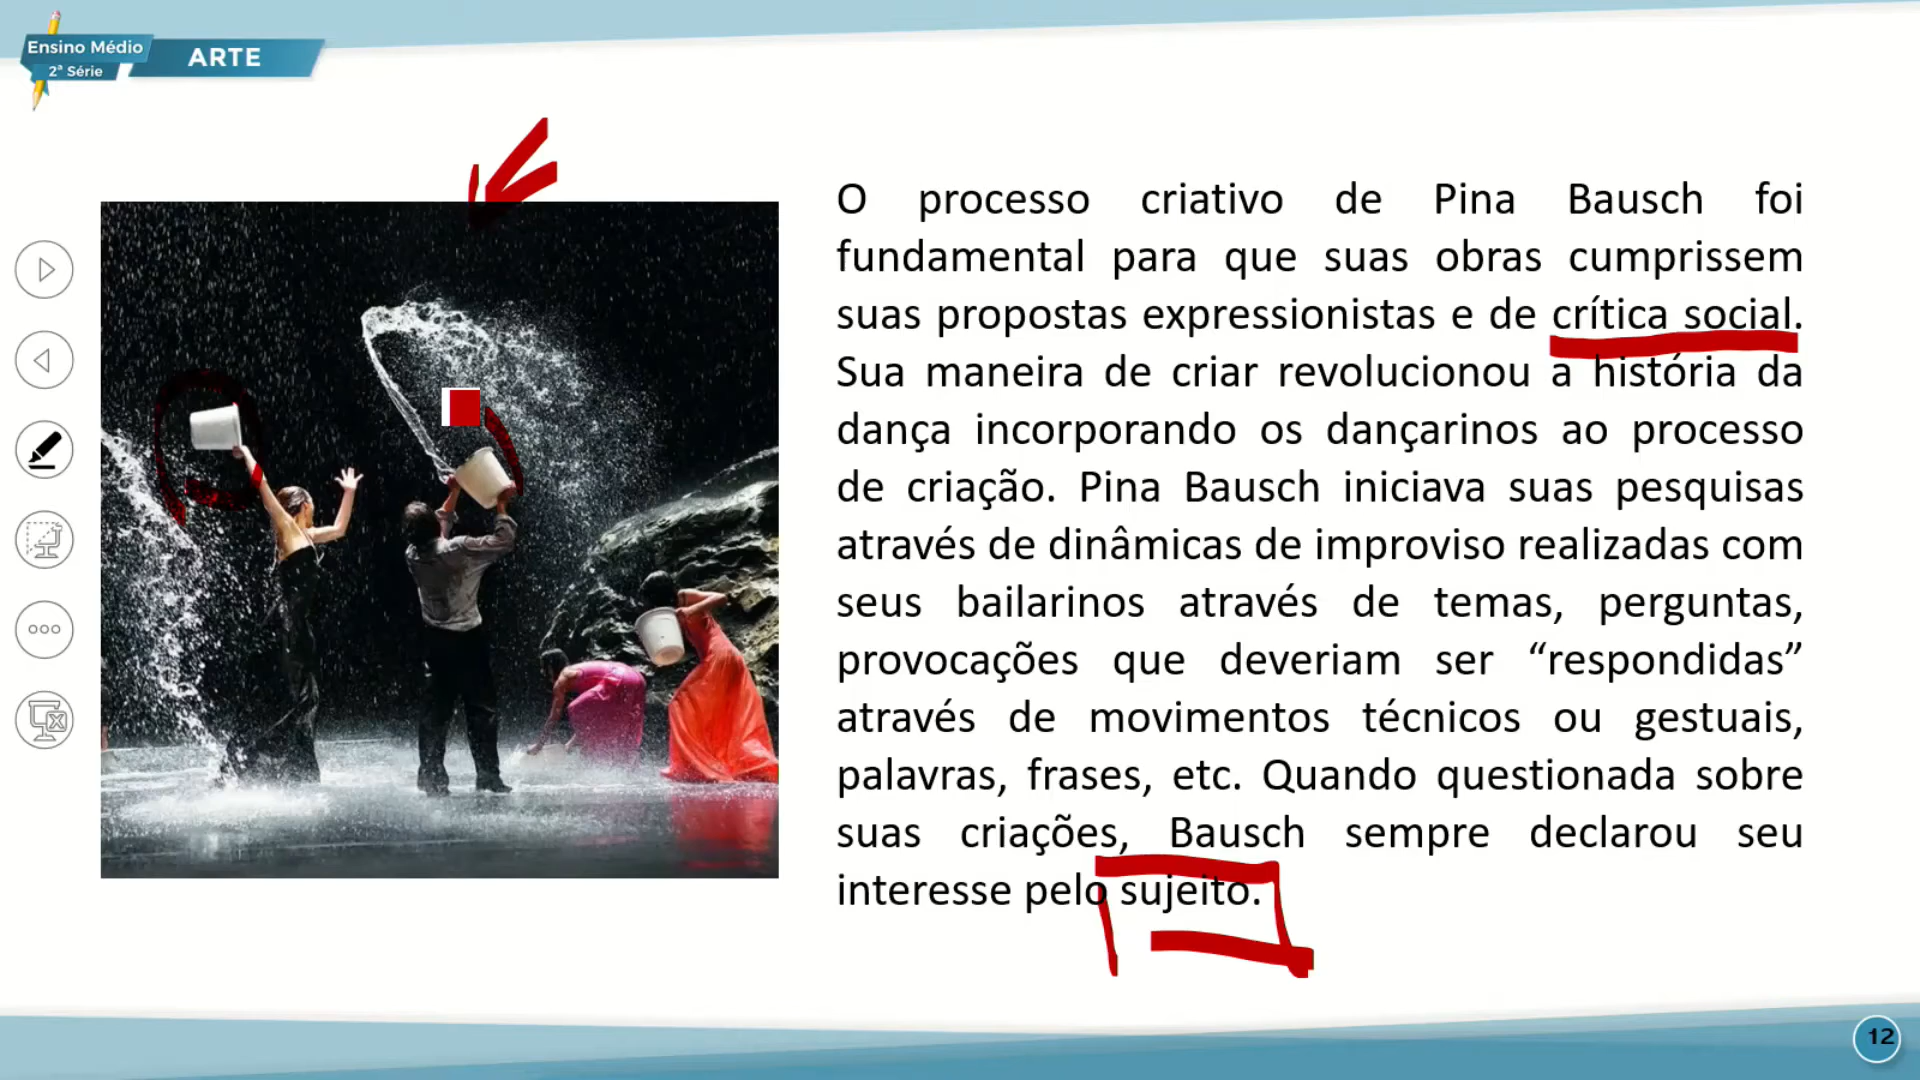 Ensino Médio
2ª Série
ARTE
O processo criativo de Pina Bausch foi
fundamental para que suas obras cumprissem
suas propostas expressionistas e de crítica social.
Sua maneira de criar revolucionou a história da
dança incorporando os dançarinos ao processo
de criação. Pina Bausch iniciava suas pesquisas
através de dinâmicas de improviso realizadas com
seus bailarinos através de temas, perguntas,
provocações que deveriam ser “respondidas”
através de movimentos técnicos ou gestuais,
palavras, frases, etc. Quando questionada sobre
suas criações, Bausch sempre declarou seu
interesse pelo sujeito.
12